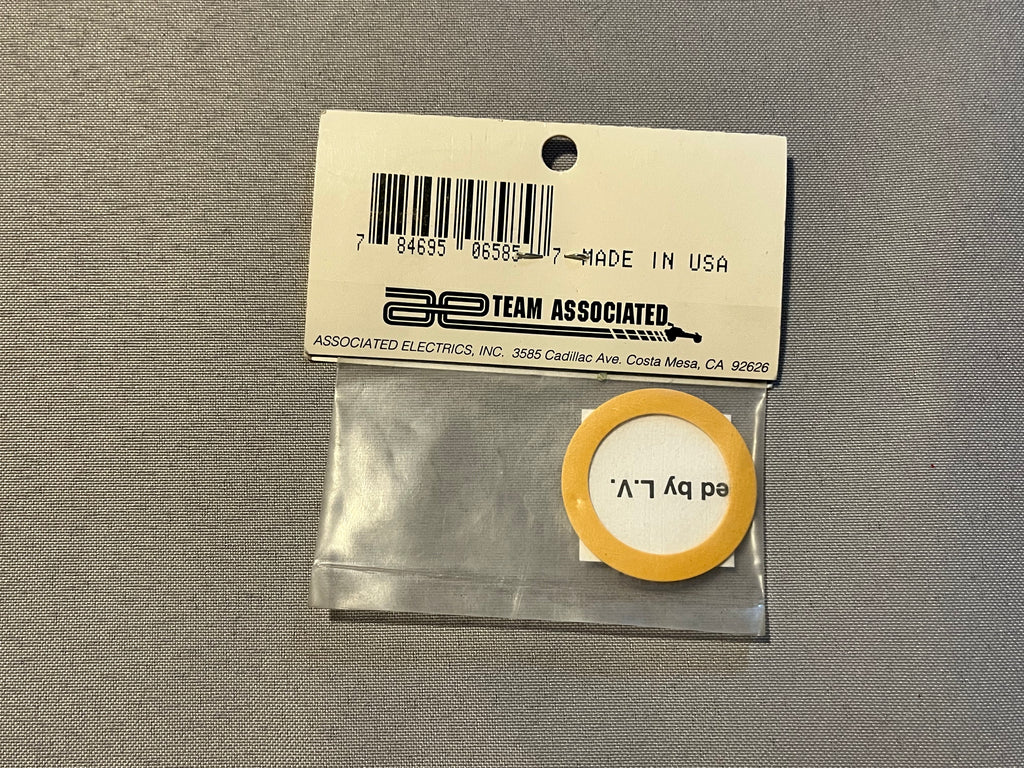 7 84695 06585 7 MADE IN USA
ae TEAM ASSOCIATED
ASSOCIATED ELECTRICS, INC. 3585 Cadillac Ave. Costa Mesa, CA 92626
ed by L.V.